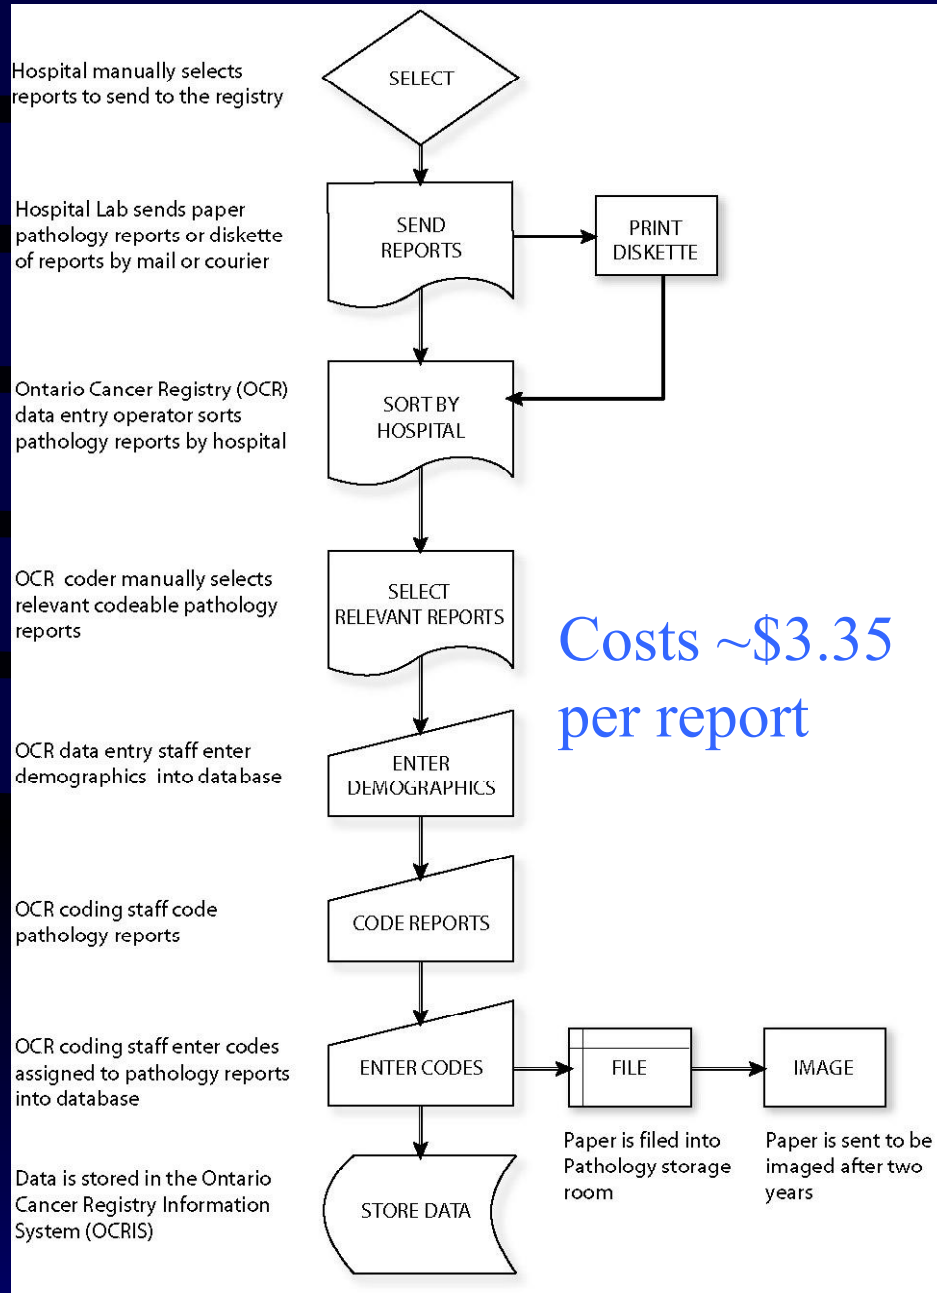 Hospital manually selects
reports to send to the registry
SELECT
Hospital Lab sends paper
pathology reports or diskette
of reports by mail or courier
SEND
REPORTS
PRINT
DISKETTE
Ontario Cancer Registry (OCR)
data entry operator sorts
pathology reports by hospital
SORT BY
HOSPITAL
OCR coder manually selects
relevant codeable pathology
reports
SELECT
RELEVANT REPORTS
Costs ~$3.35
per report
OCR data entry staff enter
demographics into database
ENTER
DEMOGRAPHICS
OCR coding staff code
pathology reports
CODE REPORTS
OCR coding staff enter codes
assigned to pathology reports
into database
ENTER CODES
FILE
IMAGE
Paper is filed into
Pathology storage
room
Paper is sent to be
imaged after two
years
Data is stored in the Ontario
Cancer Registry Information
System (OCRIS)
STORE DATA